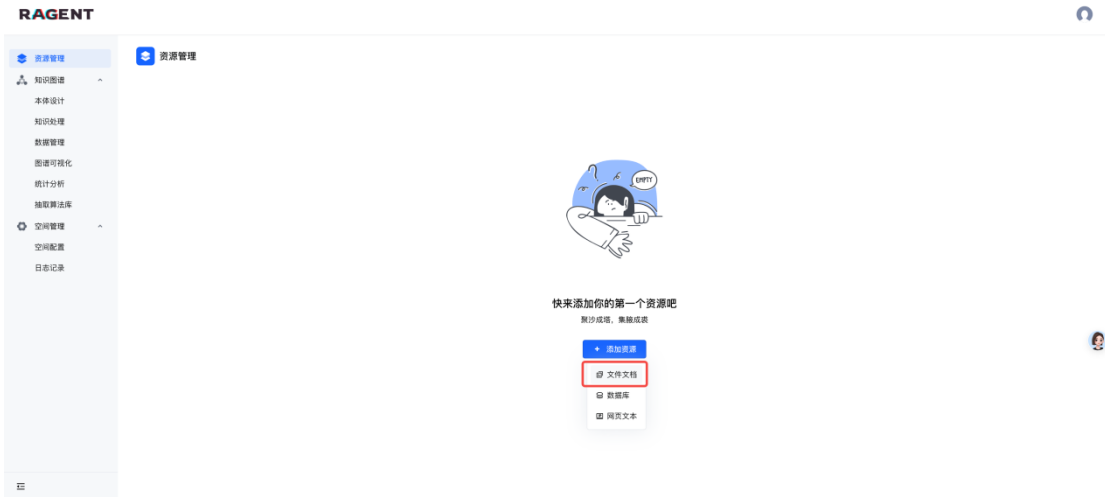 RAGENT
资源管理
知识图谱
本体设计
知识处理
数据管理
图谱可视化
统计分析
抽取算法库
空间管理
空间配置
日志记录
资源管理
EMPTY
快来添加你的第一个资源吧
聚沙成塔，集腋成裘
+ 添加资源
文件文档
数据库
网页文本